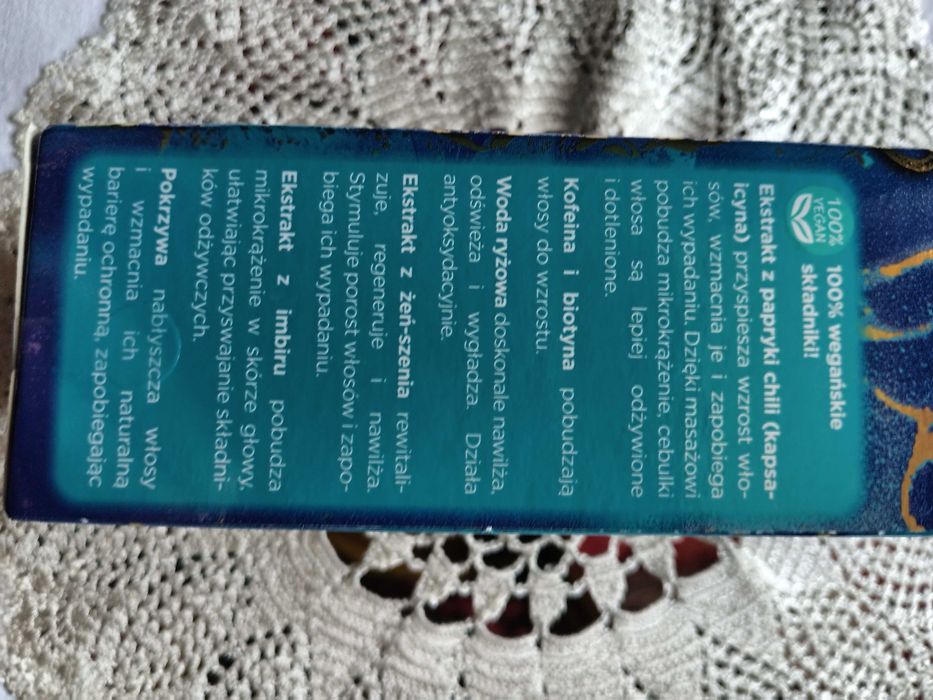 100%
VEGAN
100% wegańskie
składniki!
Ekstrakt z papryki chili (kapsa-
icyna) przyspiesza wzrost wło-
sów, wzmacnia je i zapobiega
ich wypadaniu. Dzięki masażowi
pobudza mikrokrążenie, cebulki
włosa są lepiej odżywione
i dotlenione.
Kofeina i biotyna pobudzają
włosy do wzrostu.
Woda ryżowa doskonale nawilża,
odświeża i wygładza. Działa
antyoksydacyjnie.
Ekstrakt z żeń-szenia rewitali-
zuje, regeneruje i nawilża.
Stymuluje porost włosów i zapo-
biega ich wypadaniu.
Ekstrakt z imbiru pobudza
mikrokrążenie w skórze głowy,
ułatwiając przyswajanie składni-
ków odżywczych.
Pokrzywa nabłyszcza włosy
i wzmacnia ich naturalną
barierę ochronną, zapobiegając
wypadaniu.